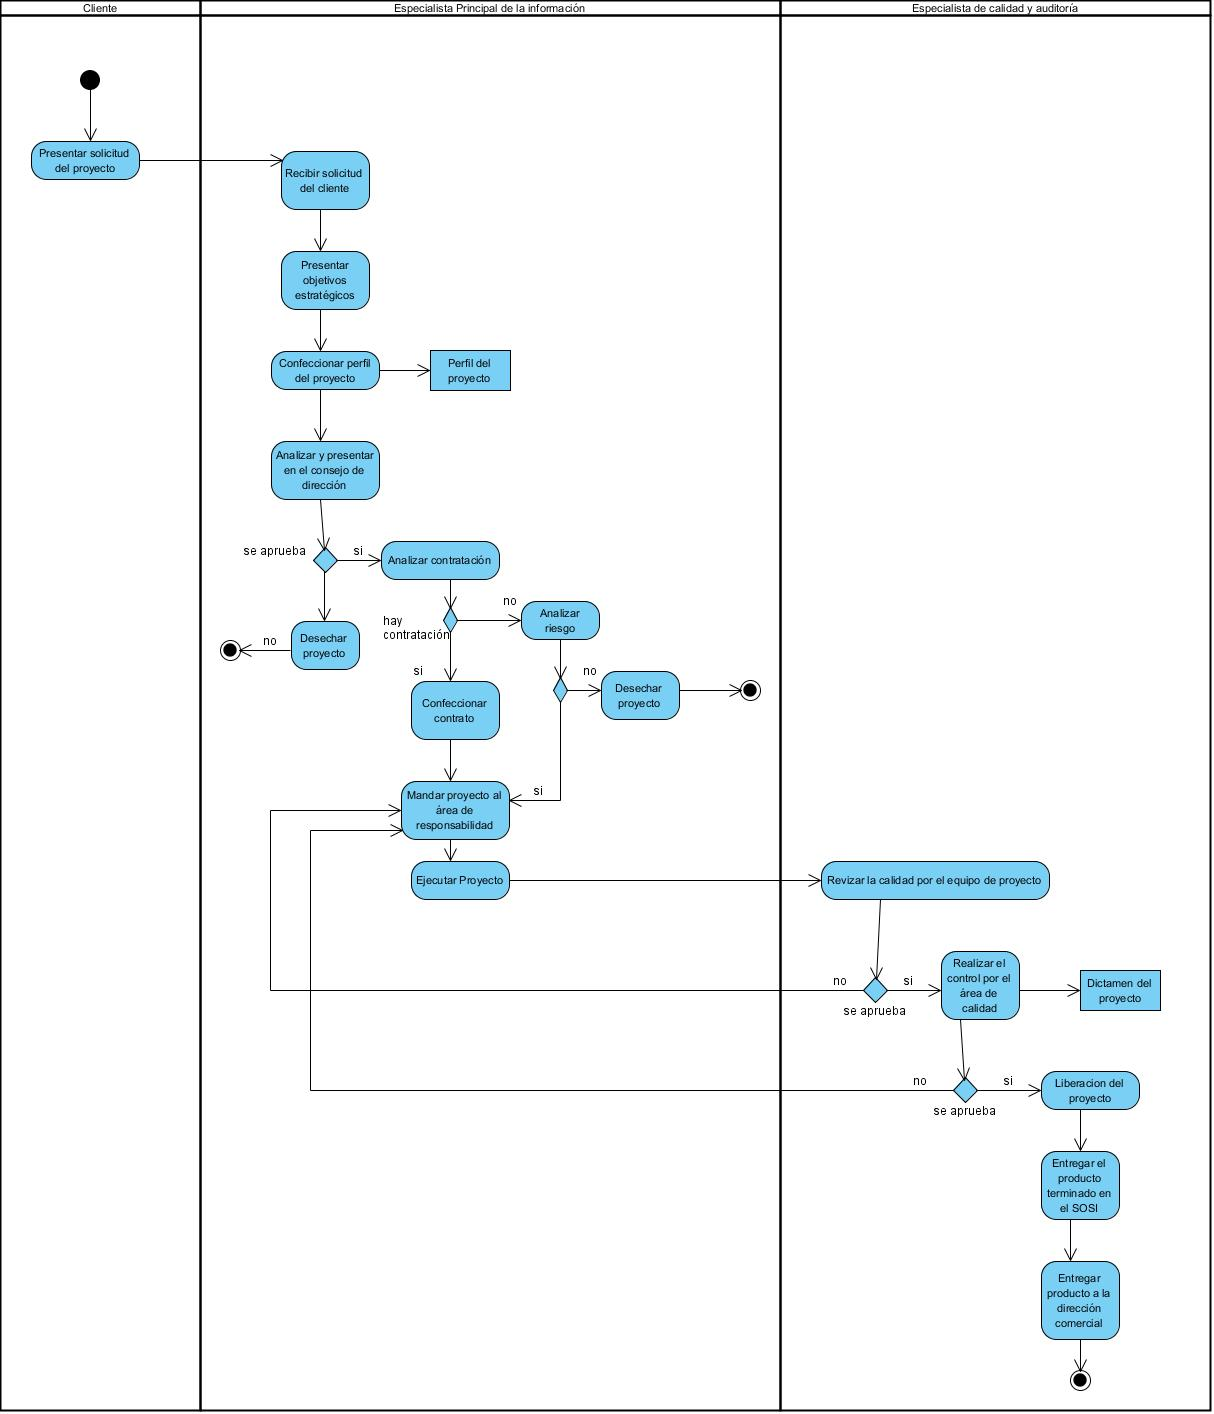 Cliente
Especialista Principal de la información
Especialista de calidad y auditoría
Presentar solicitud
del proyecto
Recibir solicitud
del cliente
Presentar
objetivos
estratégicos
Confeccionar perfil
del proyecto
Perfil del
proyecto
Analizar y presentar
en el consejo de
dirección
se aprueba
si
Analizar contratación
hay
contratación
no
Analizar
riesgo
no
Desechar
proyecto
si
Confeccionar
contrato
no
Desechar
proyecto
Mandar proyecto al
área de
responsabilidad
si
Ejecutar Proyecto
Revizar la calidad por el equipo de proyecto
no
si
se aprueba
Realizar el
control por el
área de
calidad
Dictamen del
proyecto
no
si
se aprueba
Liberacion del
proyecto
Entregar el
producto
terminado en
el SOSI
Entregar
producto a la
dirección
comercial